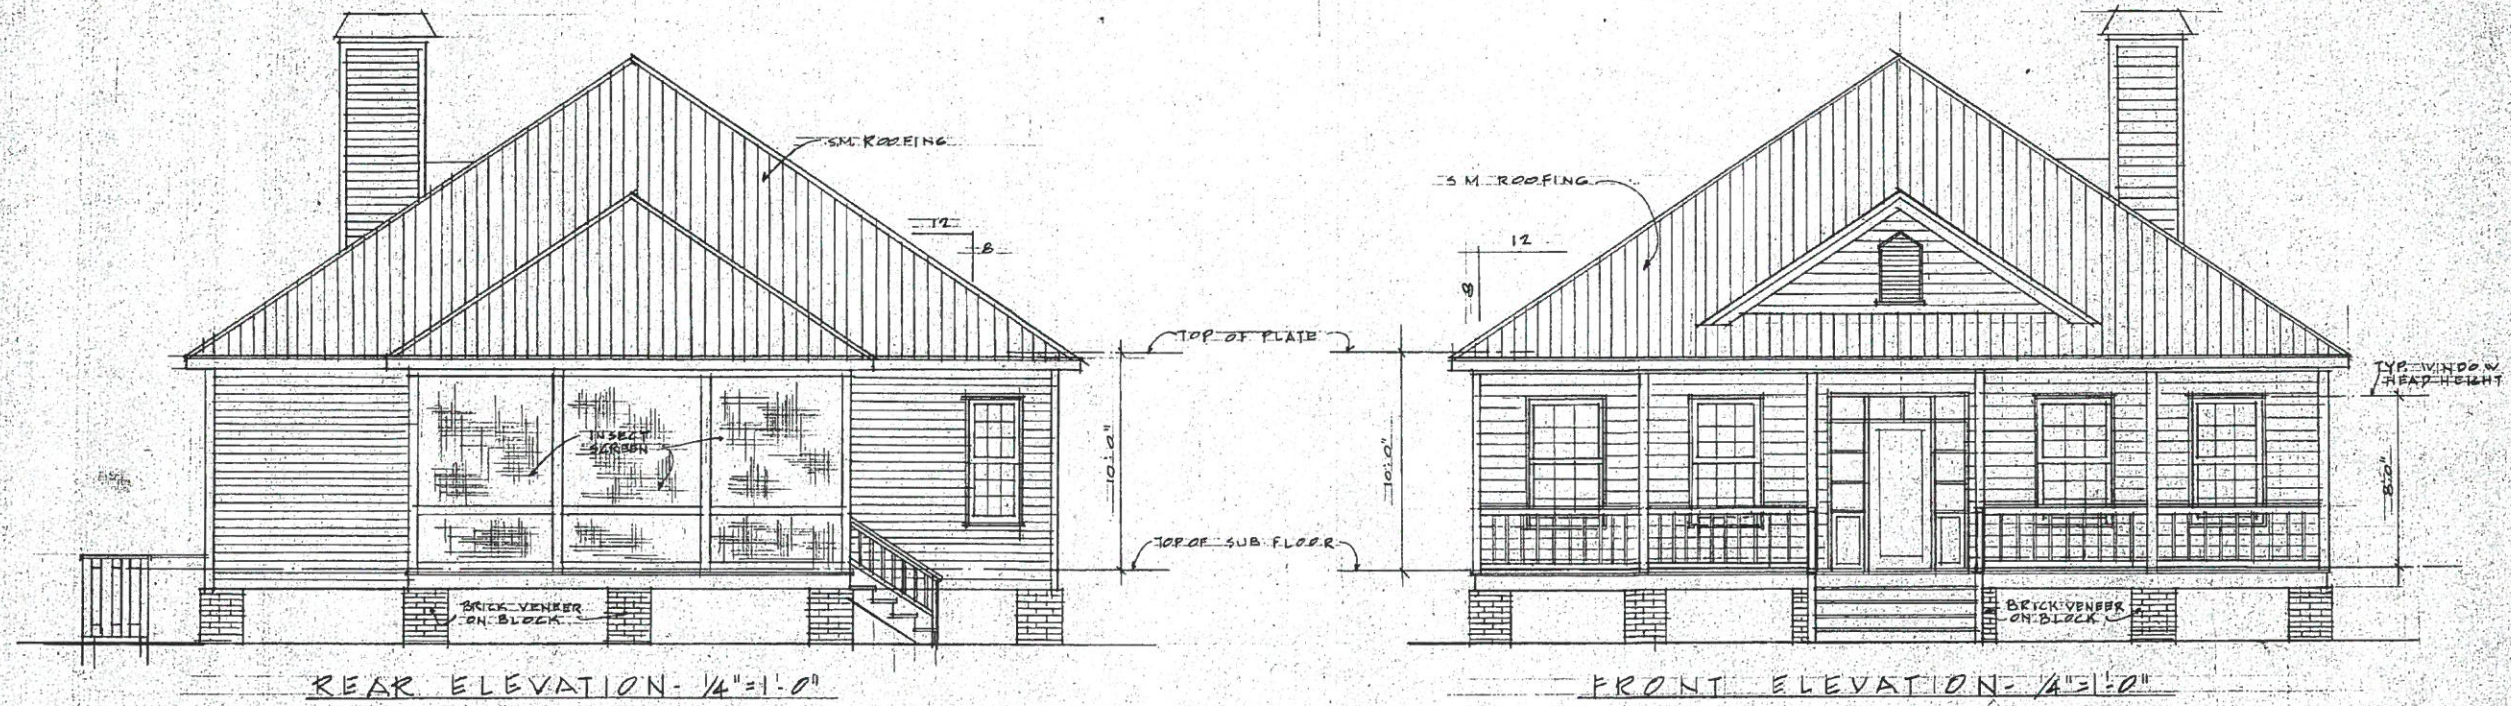 S.M. ROOFING
12
8
INSECT
SCREEN
BRICK VENEER
ON BLOCK
REAR ELEVATION - 1/4"=1'-0"
TOP OF PLATE
10'-0"
10'-0"
TOP OF SUB FLOOR
S M ROOFING
12
8
TYP. WINDOW
HEAD HEIGHT
8'-0"
BRICK VENEER
ON BLOCK
FRONT ELEVATION - 1/4"=1'-0"